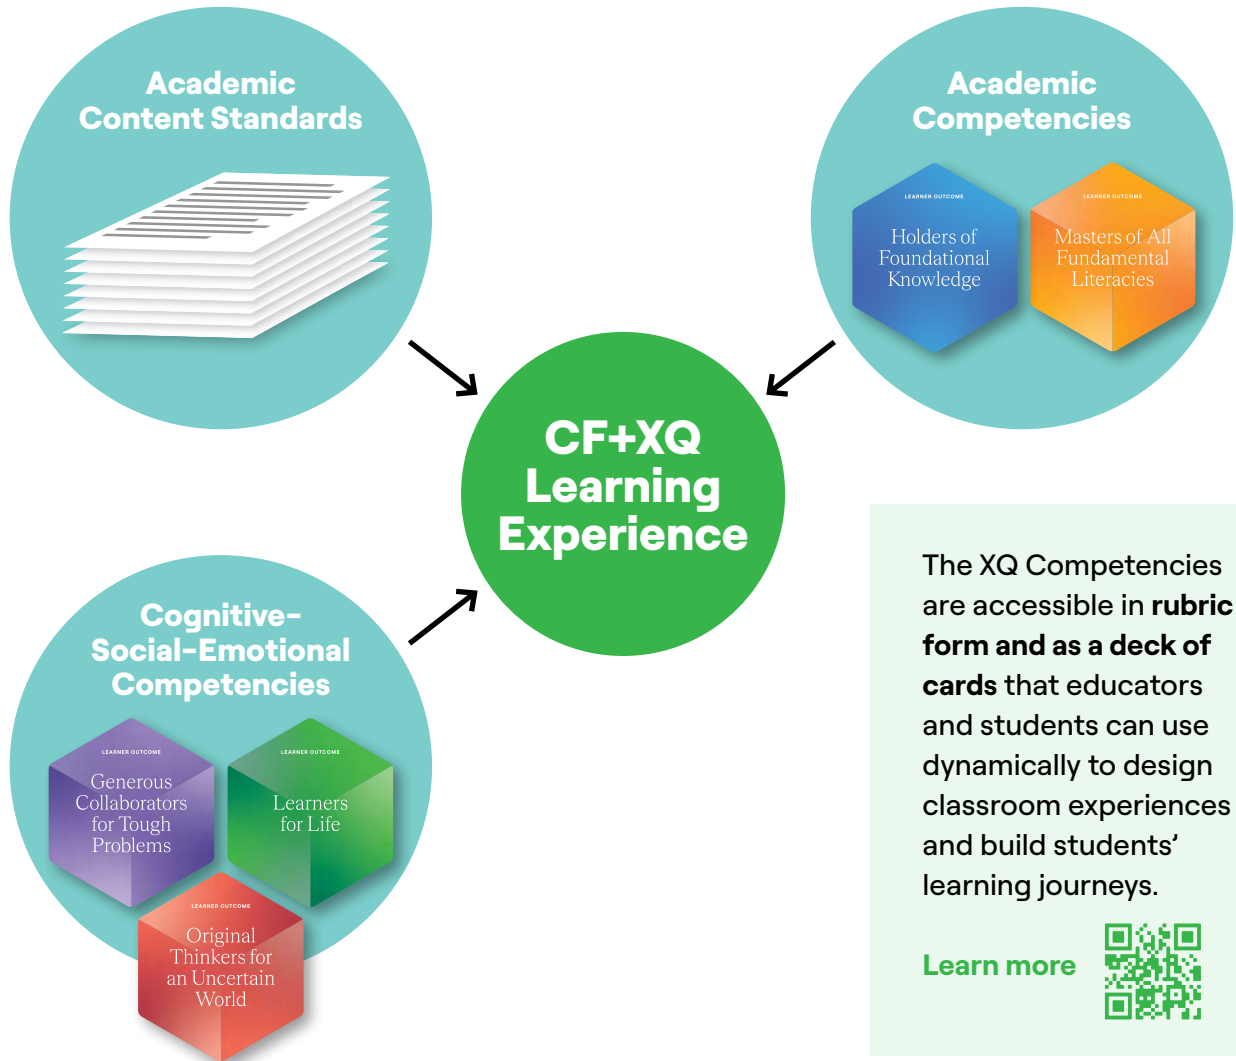 Academic
Content Standards
Academic
Competencies
LEARNER OUTCOME
Holders of
Foundational
Knowledge
LEARNER OUTCOME
Masters of All
Fundamental
Literacies
CF+XQ
Learning
Experience
Cognitive-
Social-Emotional
Competencies
LEARNER OUTCOME
Generous
Collaborators
for Tough
Problems
LEARNER OUTCOME
Learners
for Life
LEARNER OUTCOME
Original
Thinkers for
an Uncertain
World
The XQ Competencies
are accessible in rubric
form and as a deck of
cards that educators
and students can use
dynamically to design
classroom experiences
and build students’
learning journeys.
Learn more